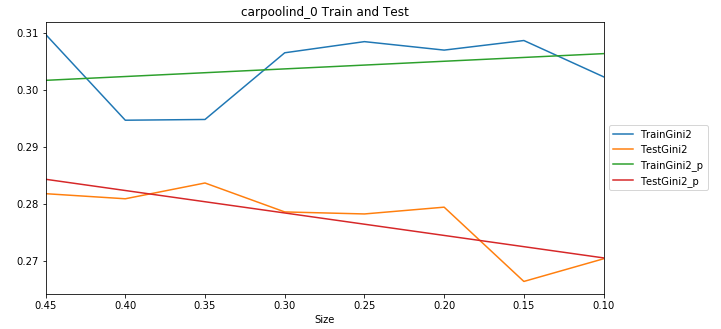 carpoolind_0 Train and Test
0.31
0.30
0.29
0.28
0.27
0.45 0.40 0.35 0.30 0.25 0.20 0.15 0.10
Size
TrainGini2
TestGini2
TrainGini2_p
TestGini2_p